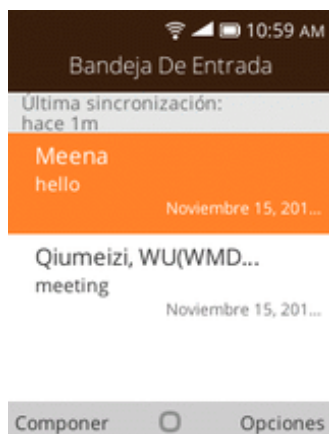 10:59 AM
Bandeja De Entrada
Última sincronización:
hace 1m
Meena
hello
Noviembre 15, 201...
Qiumeizi, WU(WMD...
meeting
Noviembre 15, 201...
Componer Opciones